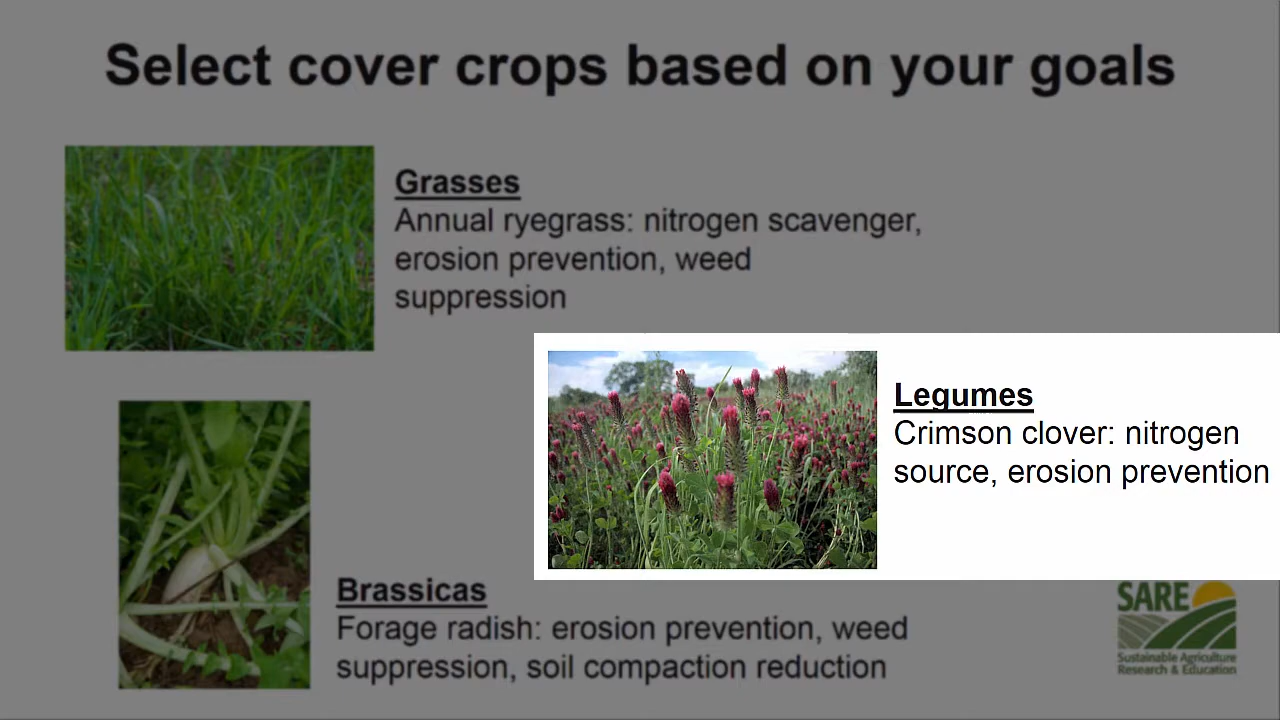 Select cover crops based on your goals
Grasses
Annual ryegrass: nitrogen scavenger,
erosion prevention, weed
suppression
Legumes
Crimson clover: nitrogen
source, erosion prevention
Brassicas
Forage radish: erosion prevention, weed
suppression, soil compaction reduction
SARE
Sustainable Agriculture
Research & Education